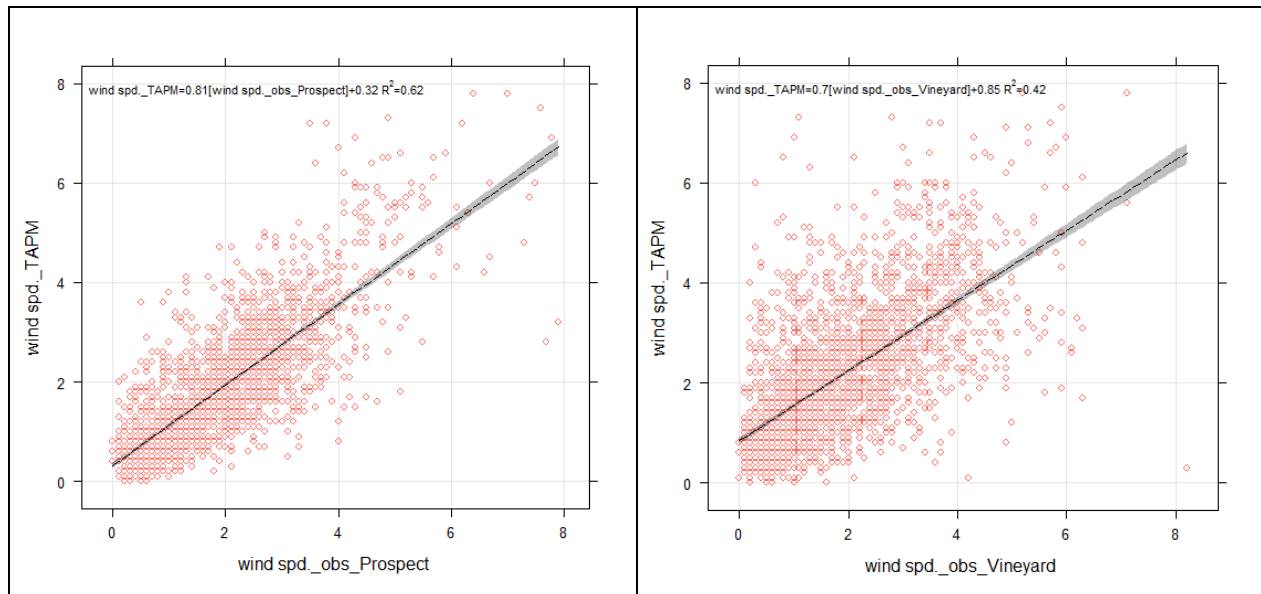 wind spd._TAPM=0.81[wind spd._obs_Prospect]+0.32 R²=0.62
8
6
4
2
0
wind spd._TAPM
0 2 4 6 8
wind spd._obs_Prospect
wind spd._TAPM=0.7[wind spd._obs_Vineyard]+0.85 R²=0.42
8
6
4
2
0
wind spd._TAPM
0 2 4 6 8
wind spd._obs_Vineyard